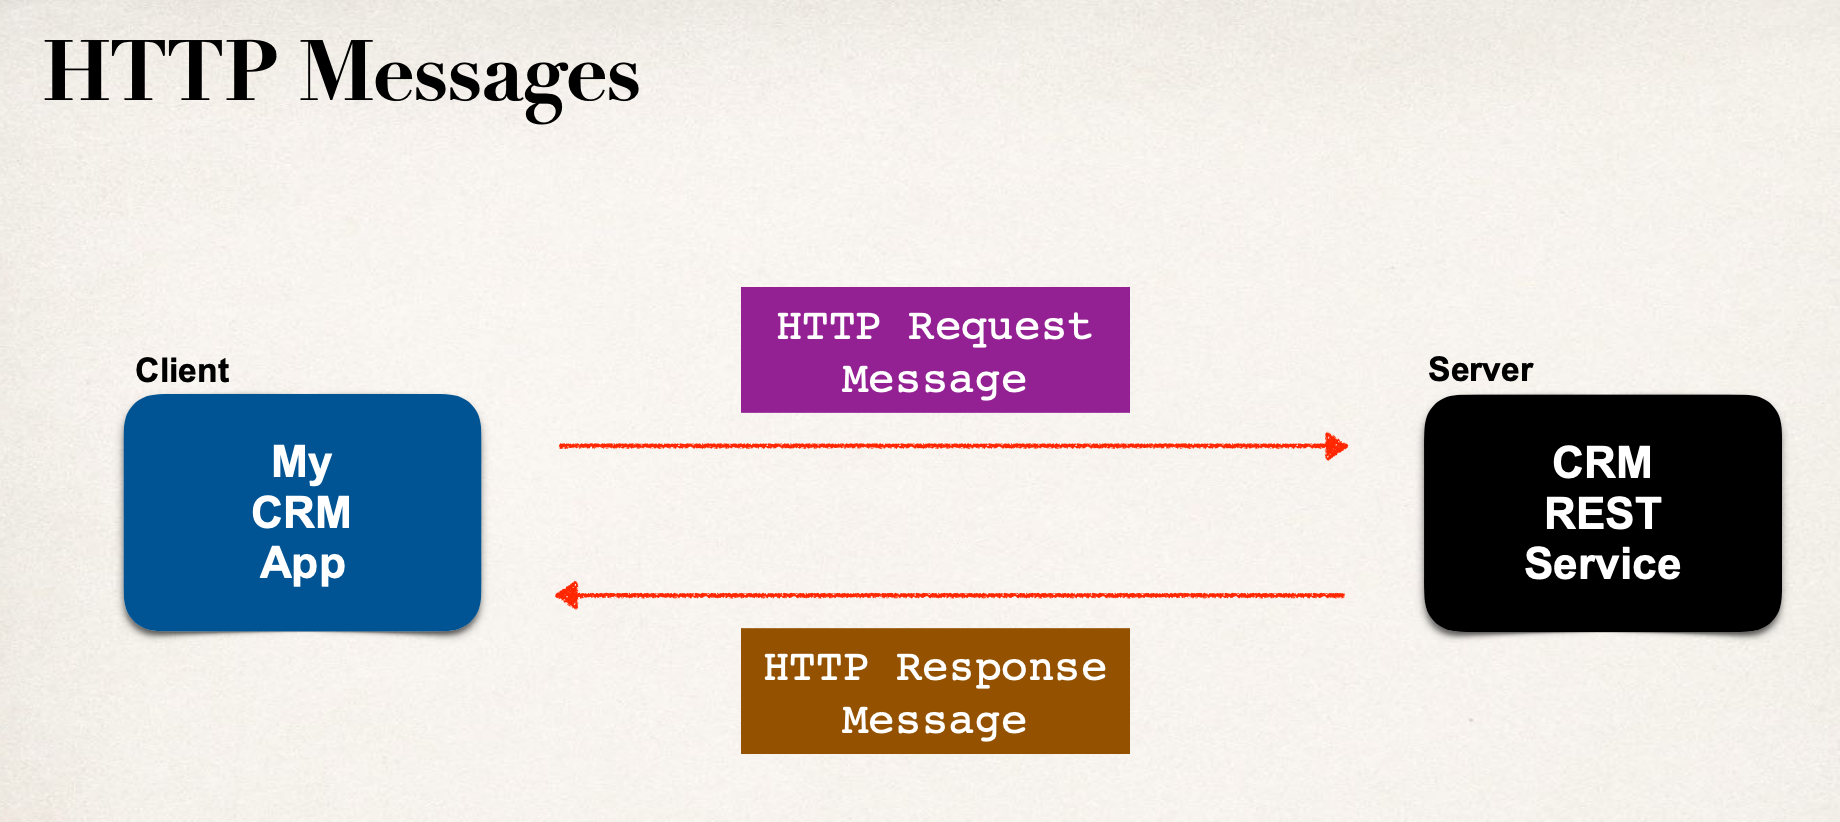 HTTP Messages
HTTP Request
Message
Client
Server
My
CRM
App
CRM
REST
Service
HTTP Response
Message